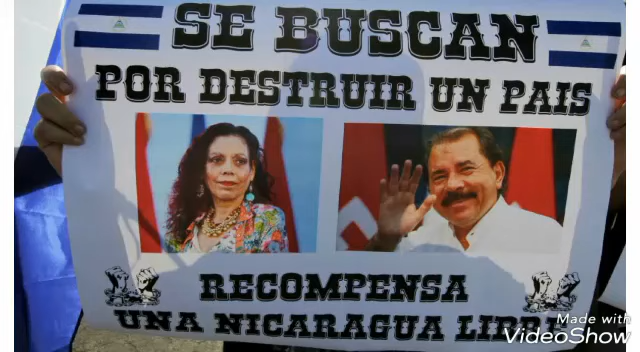 SE BUSCAN
POR DESTRUIR UN PAIS
RECOMPENSA
UNA NICARAGUA
Made with
VideoShow